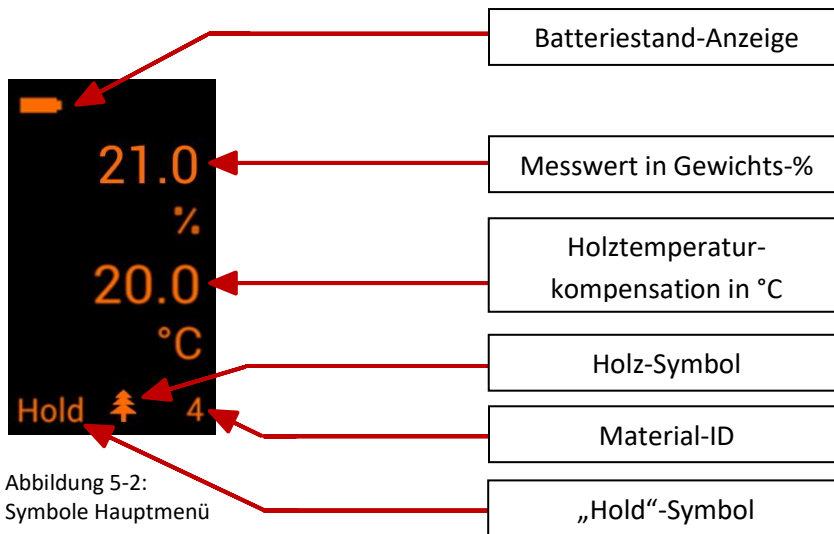 Batteriestand-Anzeige
21.0
%
Messwert in Gewichts-%
20.0
°C
Holztemperatur-
kompensation in °C
Holz-Symbol
Hold
4
Material-ID
Abbildung 5-2:
Symbole Hauptmenü
„Hold“-Symbol